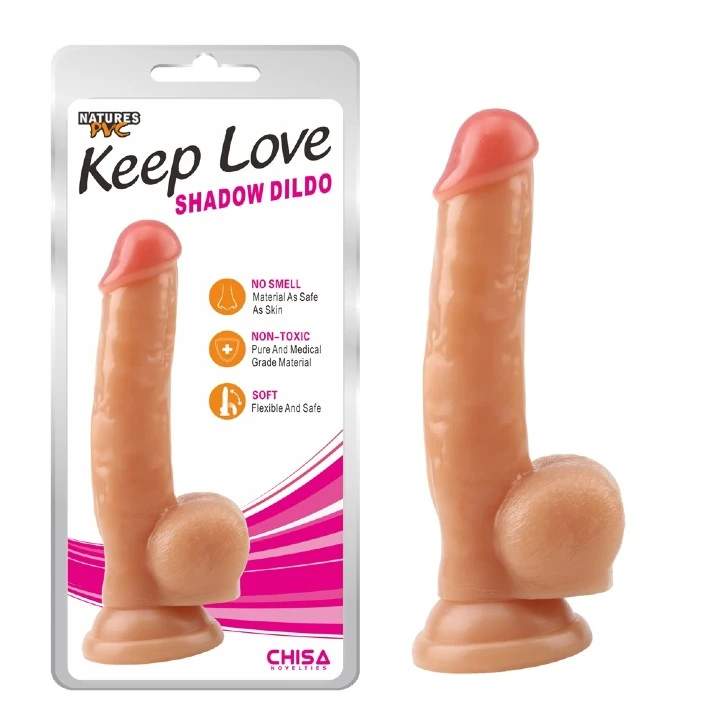 NATURES
PVC
Keep Love
SHADOW DILDO
NO SMELL
Material As Safe
As Skin
NON-TOXIC
Pure And Medical
Grade Material
SOFT
Flexible And Safe
CHISA
NOVELTIES